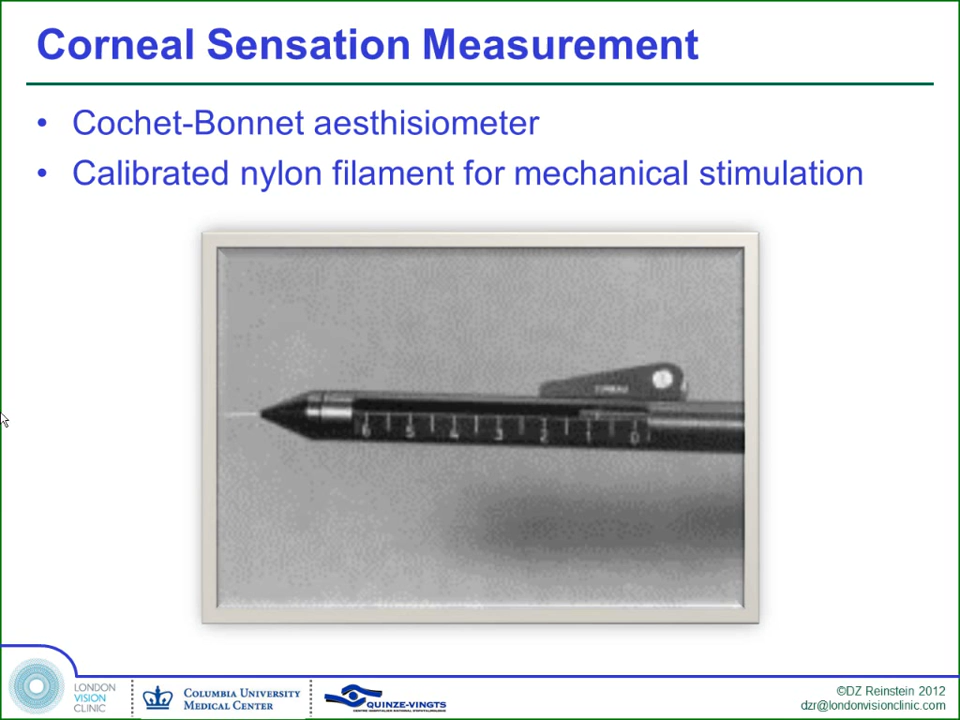 Corneal Sensation Measurement
• Cochet-Bonnet aesthisiometer
• Calibrated nylon filament for mechanical stimulation
6 5 4 3 2 1 0
LONDON
VISION
CLINIC
COLUMBIA UNIVERSITY
MEDICAL CENTER
QUINZE-VINGTS
©DZ Reinstein 2012
dzr@londonvisionclinic.com